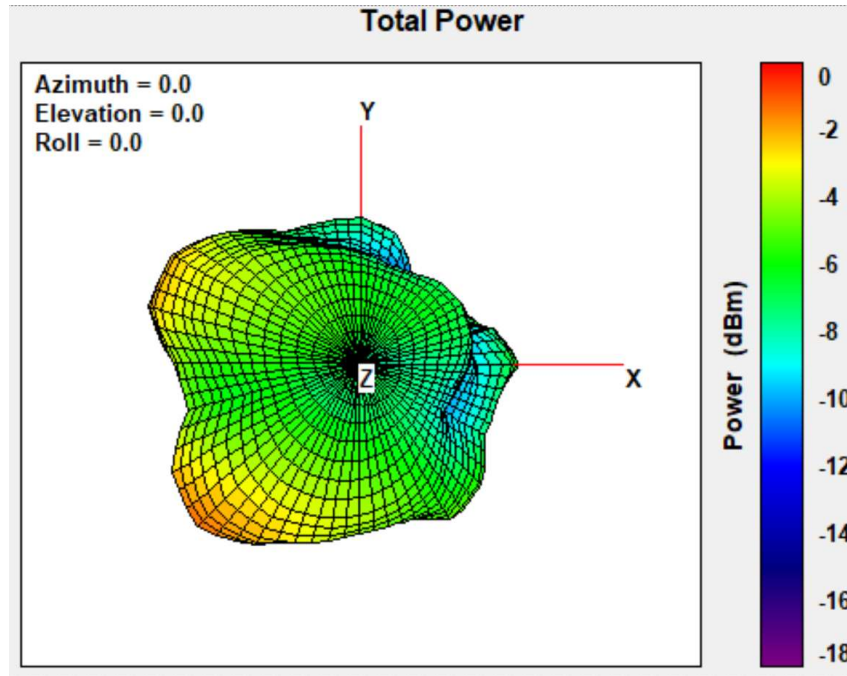 Total Power
Azimuth = 0.0
Elevation = 0.0
Roll = 0.0
Y
X
Z
Power (dBm)
0
-2
-4
-6
-8
-10
-12
-14
-16
-18